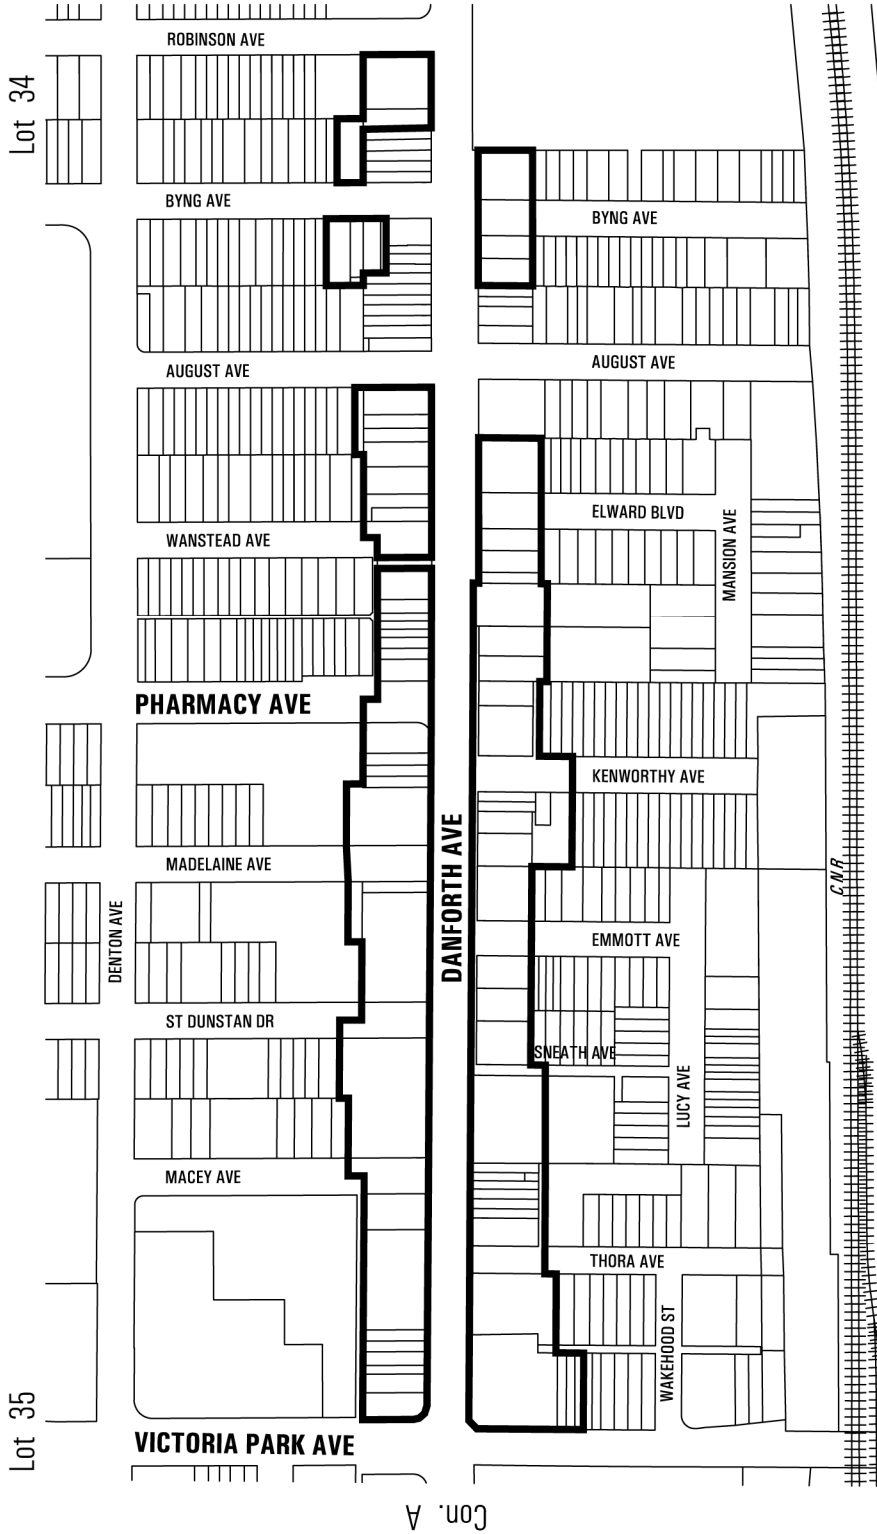 ROBINSON AVE
Lot 34
BYNG AVE
BYNG AVE
AUGUST AVE
AUGUST AVE
WANSTEAD AVE
ELWARD BLVD
MANSION AVE
PHARMACY AVE
KENWORTHY AVE
DANFORTH AVE
MADELAINE AVE
CNR
DENTON AVE
EMMOTT AVE
ST DUNSTAN DR
SNEATH AVE
LUCY AVE
MACEY AVE
THORA AVE
WAKEHOOD ST
Lot 35
VICTORIA PARK AVE
Con. A